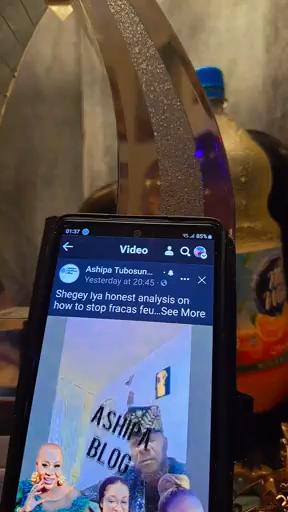 01:37
85%
Video
Ashipa Tubosun...
Yesterday at 20:45
Shegey Iya honest analysis on
how to stop fracas feu...See More
ASHIPA
BLOG